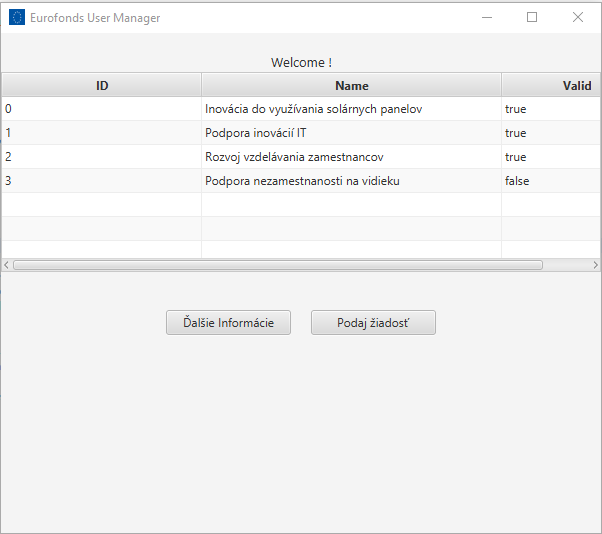 Eurofonds User Manager
Welcome !
ID Name Valid
0 Inovácia do využívania solárnych panelov true
1 Podpora inovácií IT true
2 Rozvoj vzdelávania zamestnancov true
3 Podpora nezamestnanosti na vidieku false
Ďalšie Informácie Podaj žiadosť